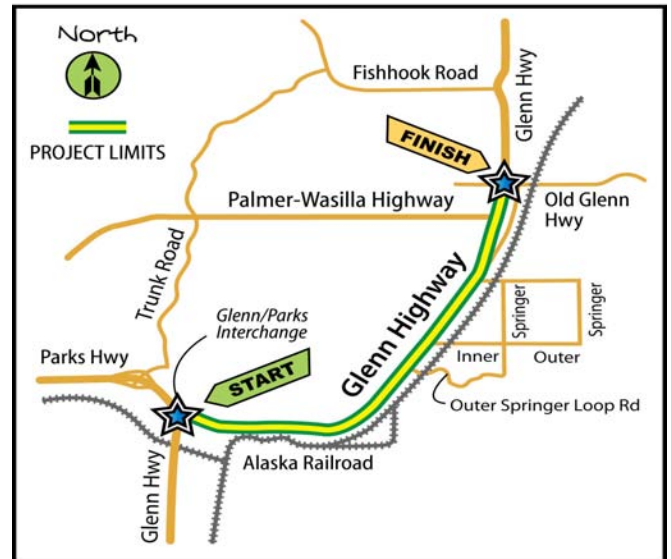 North
PROJECT LIMITS
Fishhook Road
Glenn Hwy
FINISH
Palmer-Wasilla Highway
Old Glenn
Hwy
Trunk Road
Glenn/Parks
Interchange
Glenn Highway
Springer
Springer
Parks Hwy
START
Inner
Outer
Outer Springer Loop Rd
Alaska Railroad
Glenn Hwy